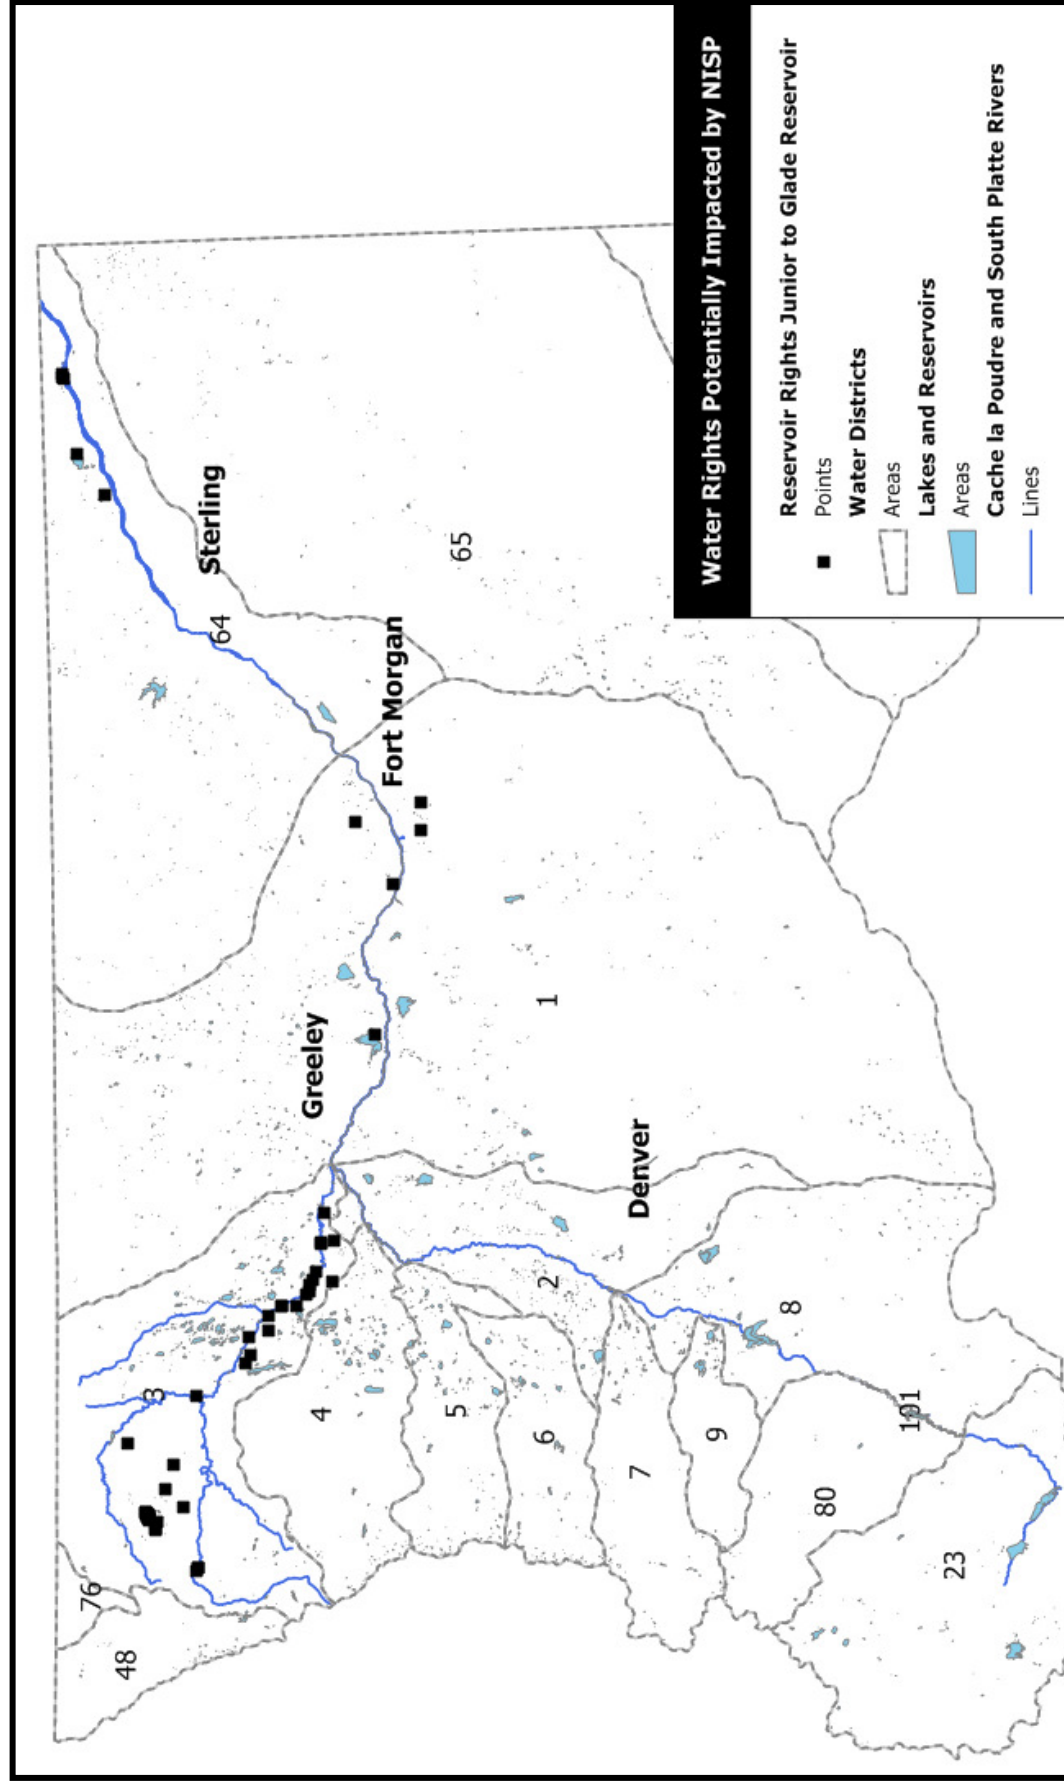 Water Rights Potentially Impacted by NISP
Reservoir Rights Junior to Glade Reservoir
Points
Water Districts
Areas
Lakes and Reservoirs
Areas
Cache la Poudre and South Platte Rivers
Lines
48
76
3
64
Sterling
Greeley
Fort Morgan
65
4
5
6
2
1
7
Denver
9
8
80
101
23